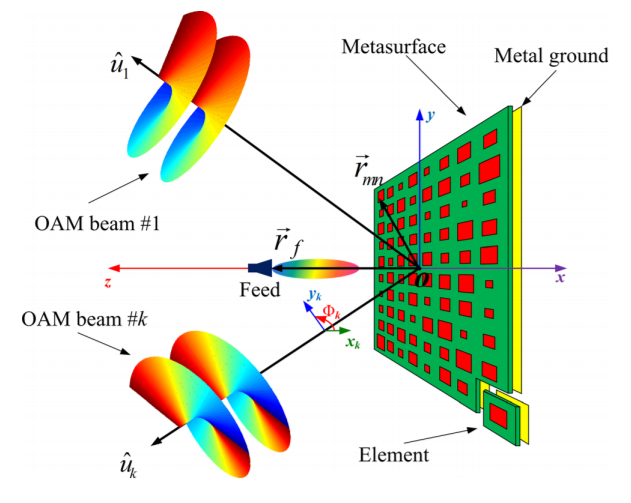 Metasurface
Metal ground
û₁
y
r⃗ₘₙ
OAM beam #1
r⃗ f
o
z
x
Feed
yₖ
Φₖ
OAM beam #k
xₖ
ûₖ
Element